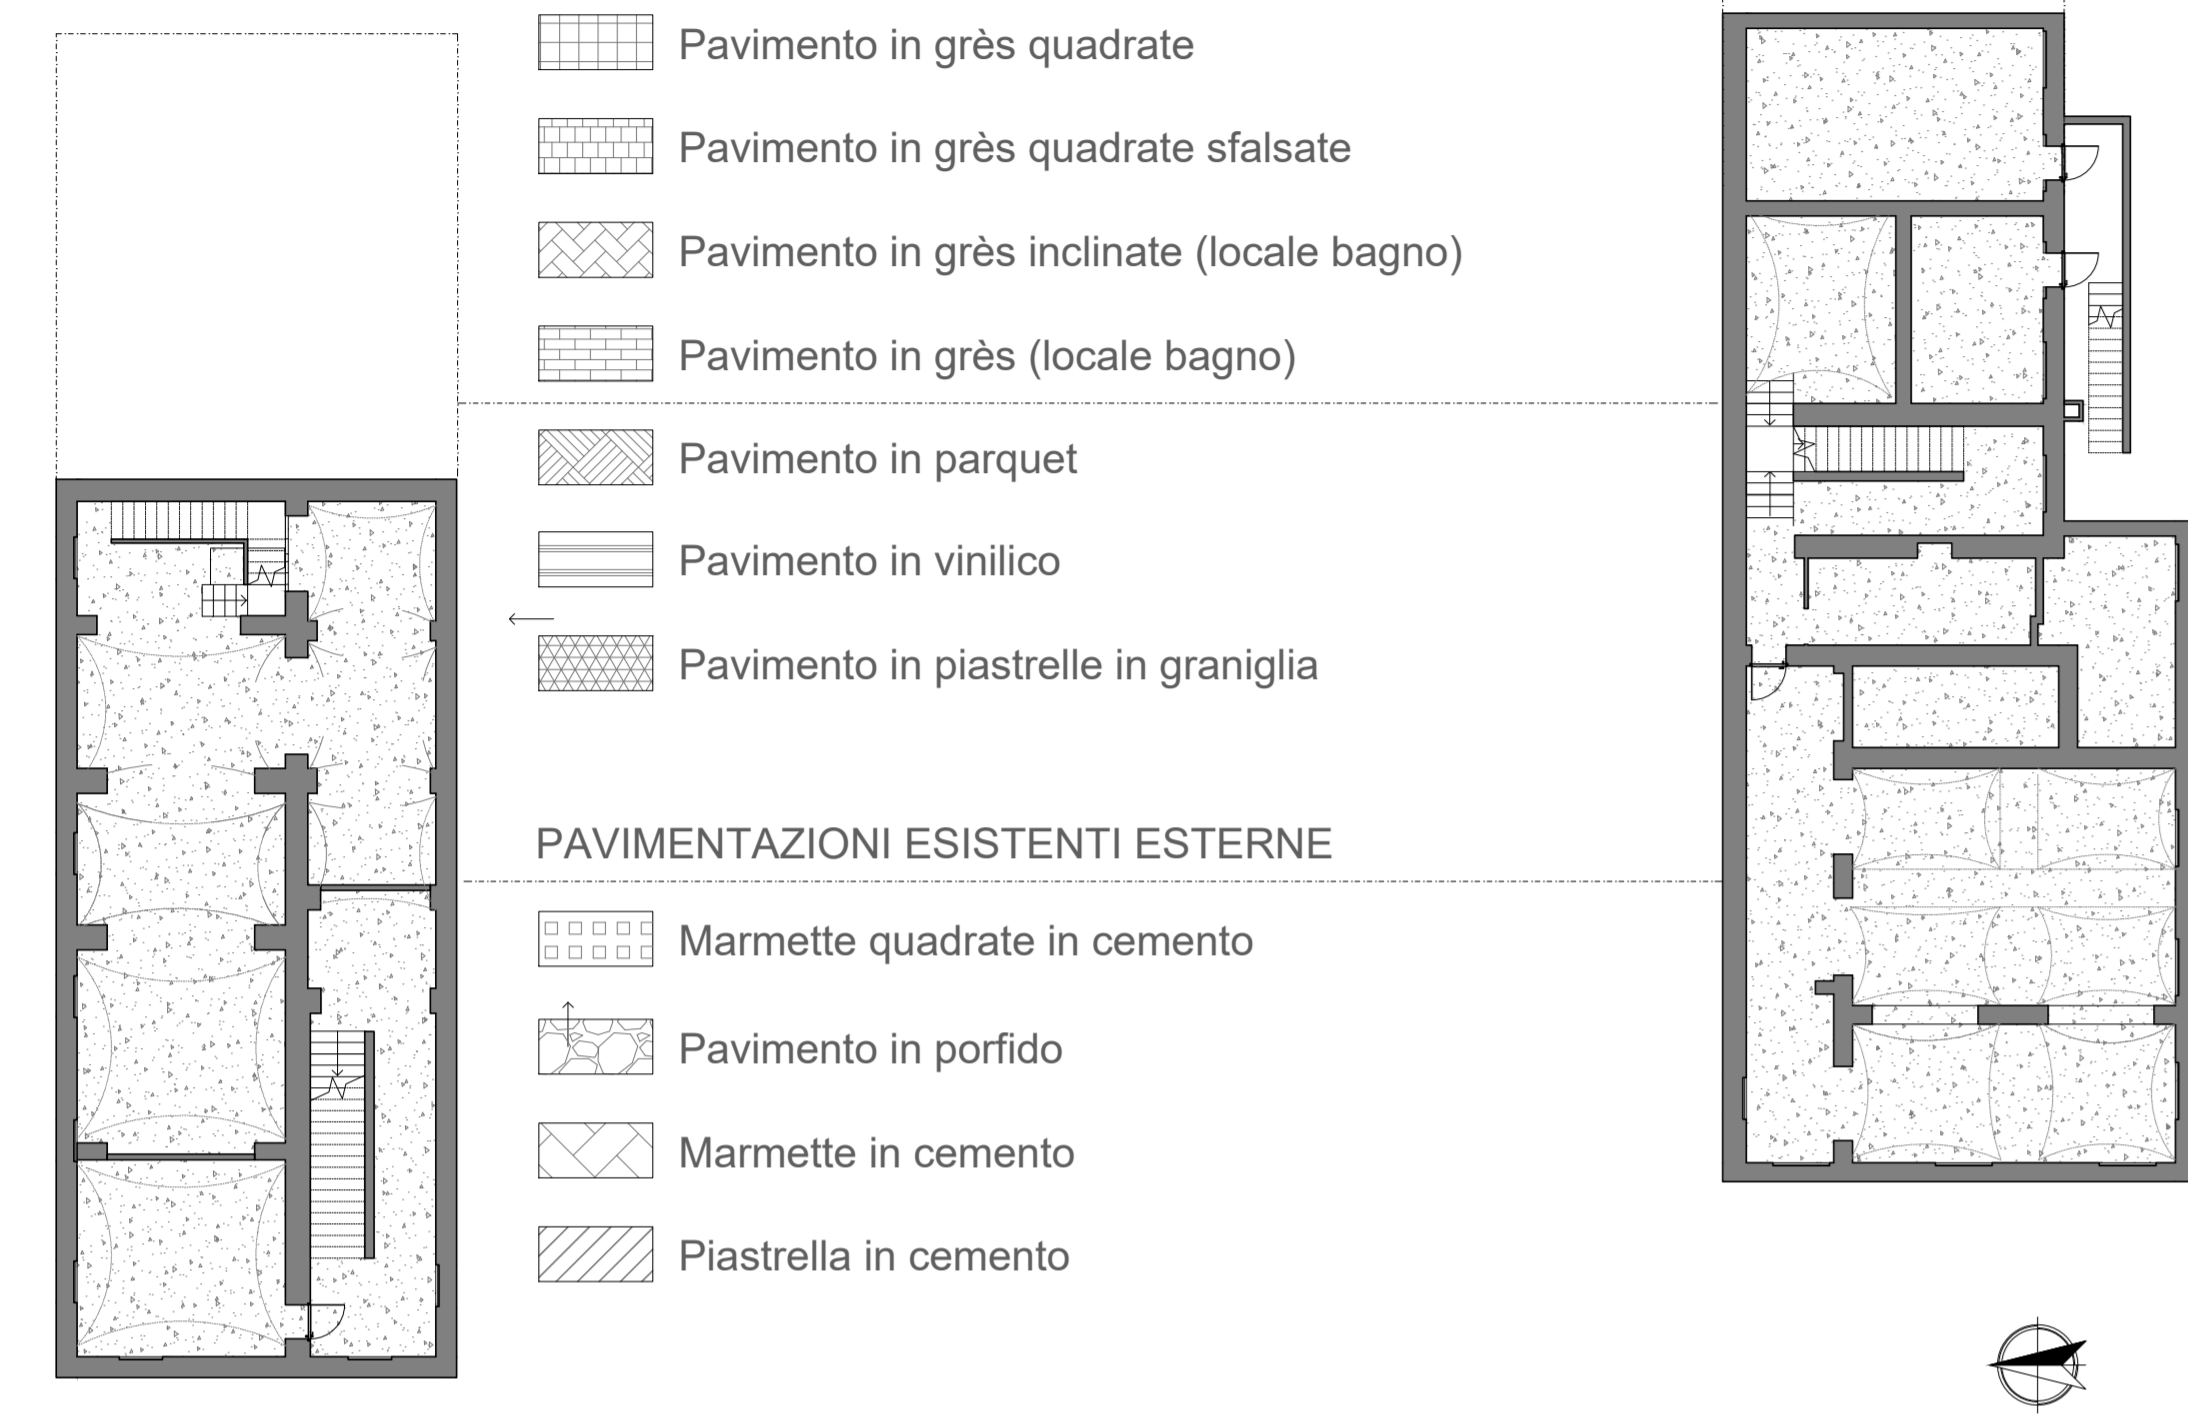 Pavimento in grès quadrate
Pavimento in grès quadrate sfalsate
Pavimento in grès inclinate (locale bagno)
Pavimento in grès (locale bagno)
Pavimento in parquet
Pavimento in vinilico
Pavimento in piastrelle in graniglia
PAVIMENTAZIONI ESISTENTI ESTERNE
Marmette quadrate in cemento
Pavimento in porfido
Marmette in cemento
Piastrella in cemento